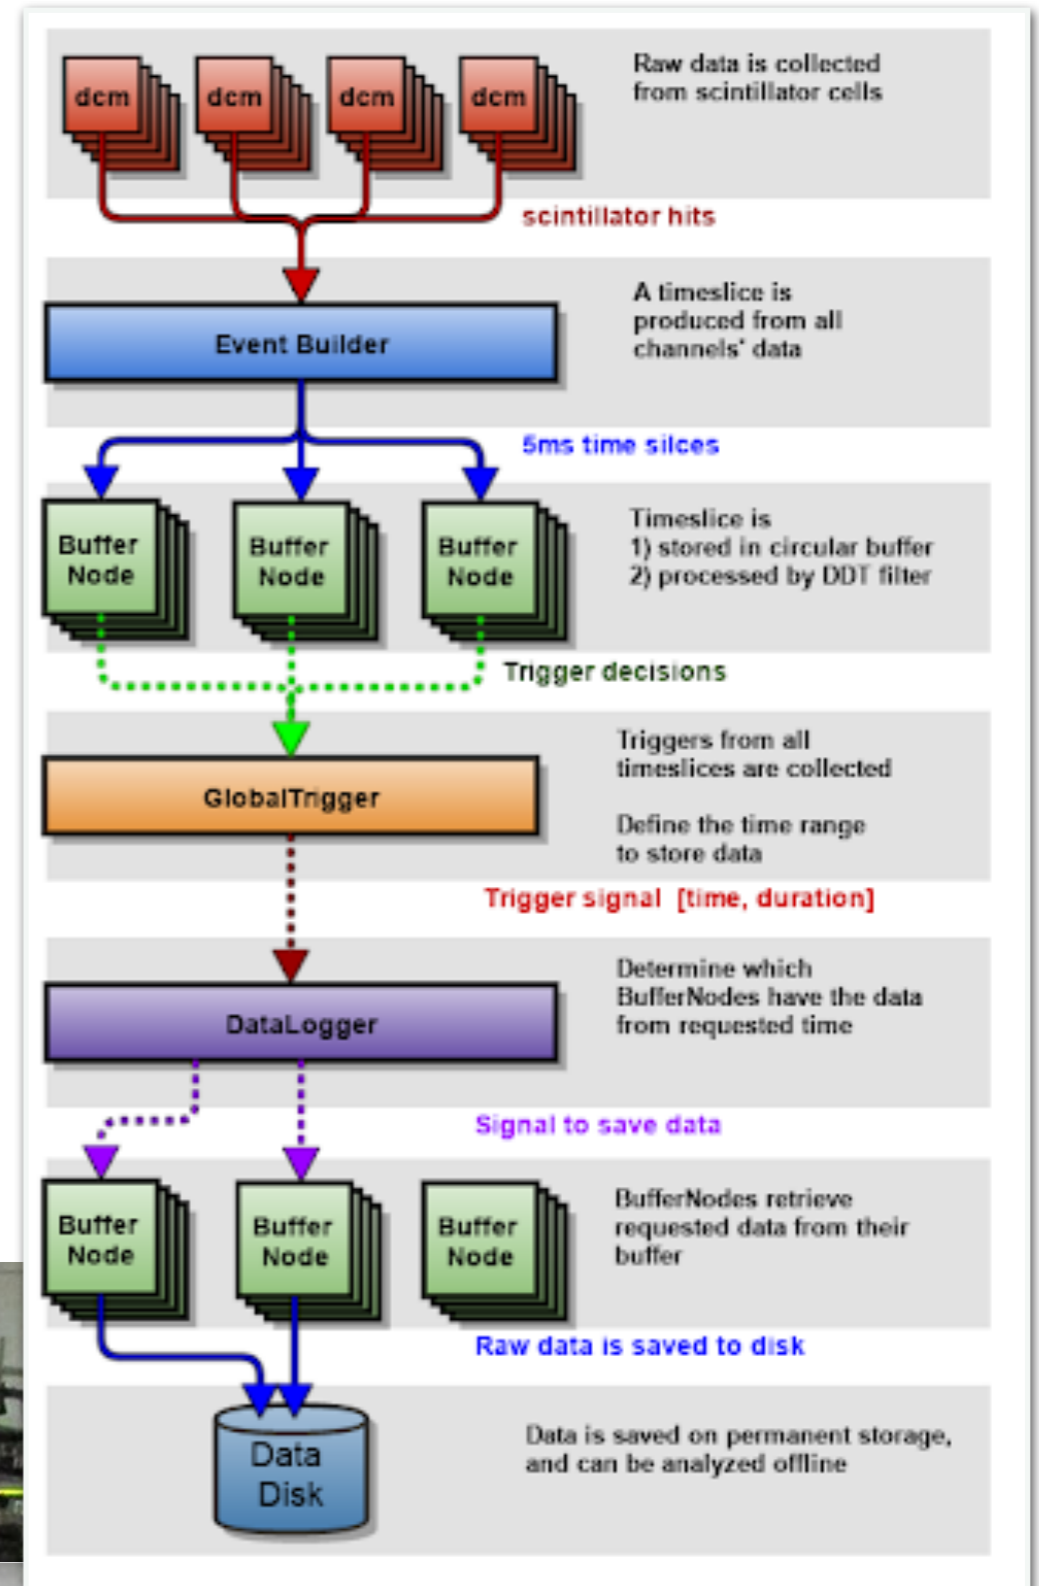 dcm dcm dcm dcm
Raw data is collected
from scintillator cells
scintillator hits
Event Builder
A timeslice is
produced from all
channels' data
5ms time silces
Buffer
Node
Buffer
Node
Buffer
Node
Timeslice is
1) stored in circular buffer
2) processed by DDT filter
Trigger decisions
GlobalTrigger
Triggers from all
timeslices are collected
Define the time range
to store data
Trigger signal [time, duration]
DataLogger
Determine which
BufferNodes have the data
from requested time
Signal to save data
Buffer
Node
Buffer
Node
Buffer
Node
BufferNodes retrieve
requested data from their
buffer
Raw data is saved to disk
Data
Disk
Data is saved on permanent storage,
and can be analyzed offline